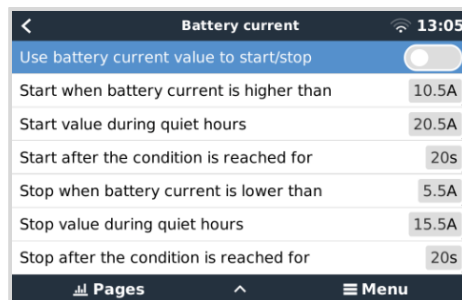 Battery current 13:05
Use battery current value to start/stop
Start when battery current is higher than 10.5A
Start value during quiet hours 20.5A
Start after the condition is reached for 20s
Stop when battery current is lower than 5.5A
Stop value during quiet hours 15.5A
Stop after the condition is reached for 20s
Pages Menu